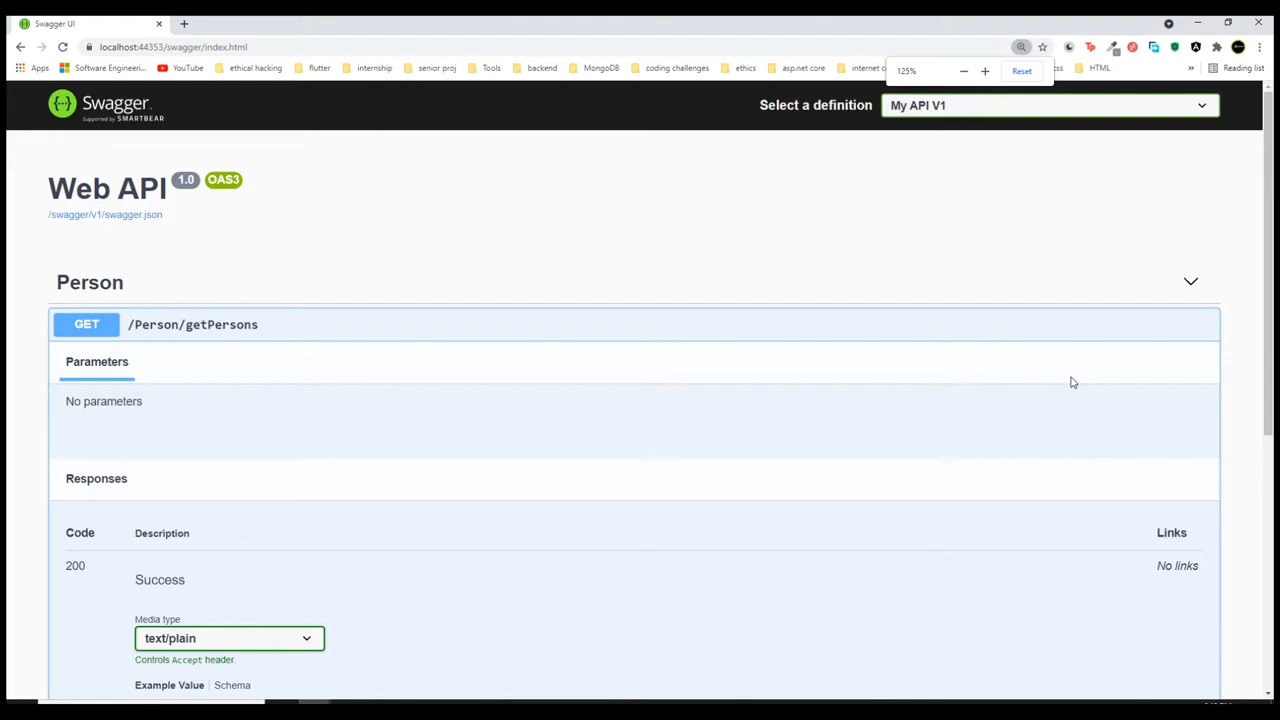 Swagger UI
localhost:44353/swagger/index.html
Apps Software Engineeri... YouTube ethical hacking flutter internship senior proj Tools backend MongoDB coding challenges ethics asp.net core internet o ss HTML » Reading list
125% Reset
Swagger
Supported by SMARTBEAR
Select a definition My API V1
Web API 1.0 OAS3
/swagger/v1/swagger.json
Person
GET /Person/getPersons
Parameters
No parameters
Responses
Code Description Links
200 No links
Success
Media type
text/plain
Controls Accept header.
Example Value Schema